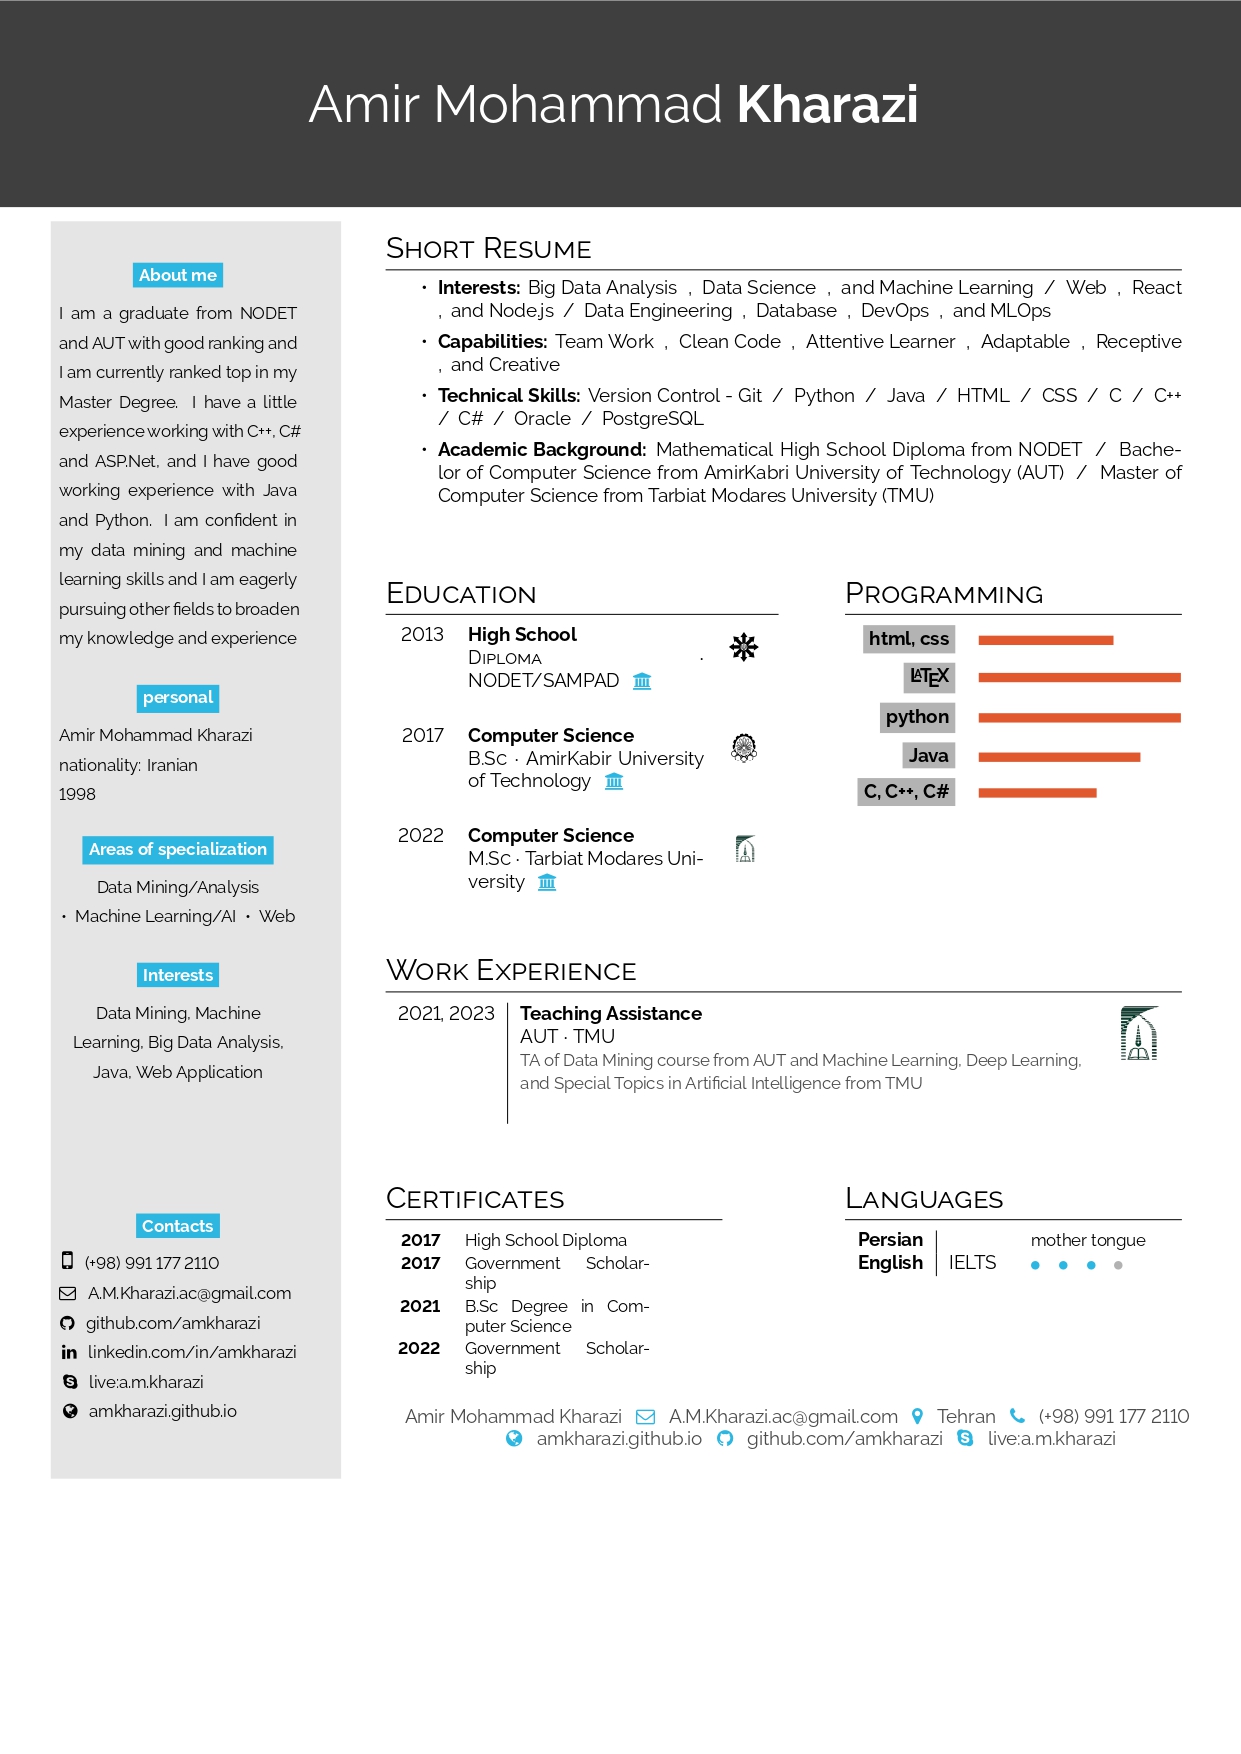 Amir Mohammad Kharazi
About me
I am a graduate from NODET
and AUT with good ranking and
I am currently ranked top in my
Master Degree. I have a little
experience working with C++, C#
and ASP.Net, and I have good
working experience with Java
and Python. I am confident in
my data mining and machine
learning skills and I am eagerly
pursuing other fields to broaden
my knowledge and experience
personal
Amir Mohammad Kharazi
nationality: Iranian
1998
Areas of specialization
Data Mining/Analysis
• Machine Learning/AI • Web
Interests
Data Mining, Machine
Learning, Big Data Analysis,
Java, Web Application
Contacts
(+98) 991 177 2110
A.M.Kharazi.ac@gmail.com
github.com/amkharazi
linkedin.com/in/amkharazi
live:a.m.kharazi
amkharazi.github.io
Short Resume
• Interests: Big Data Analysis , Data Science , and Machine Learning / Web , React
, and Node.js / Data Engineering , Database , DevOps , and MLOps
• Capabilities: Team Work , Clean Code , Attentive Learner , Adaptable , Receptive
, and Creative
• Technical Skills: Version Control - Git / Python / Java / HTML / CSS / C / C++
/ C# / Oracle / PostgreSQL
• Academic Background: Mathematical High School Diploma from NODET / Bache-
lor of Computer Science from AmirKabri University of Technology (AUT) / Master of
Computer Science from Tarbiat Modares University (TMU)
Education
2013 High School
Diploma ·
NODET/SAMPAD
2017 Computer Science
B.Sc · AmirKabir University
of Technology
2022 Computer Science
M.Sc · Tarbiat Modares Uni-
versity
Programming
html, css
LATEX
python
Java
C, C++, C#
Work Experience
2021, 2023 Teaching Assistance
AUT · TMU
TA of Data Mining course from AUT and Machine Learning, Deep Learning,
and Special Topics in Artificial Intelligence from TMU
Certificates
2017 High School Diploma
2017 Government Scholar-
ship
2021 B.Sc Degree in Com-
puter Science
2022 Government Scholar-
ship
Languages
Persian mother tongue
English IELTS
Amir Mohammad Kharazi A.M.Kharazi.ac@gmail.com Tehran (+98) 991 177 2110
amkharazi.github.io github.com/amkharazi live:a.m.kharazi